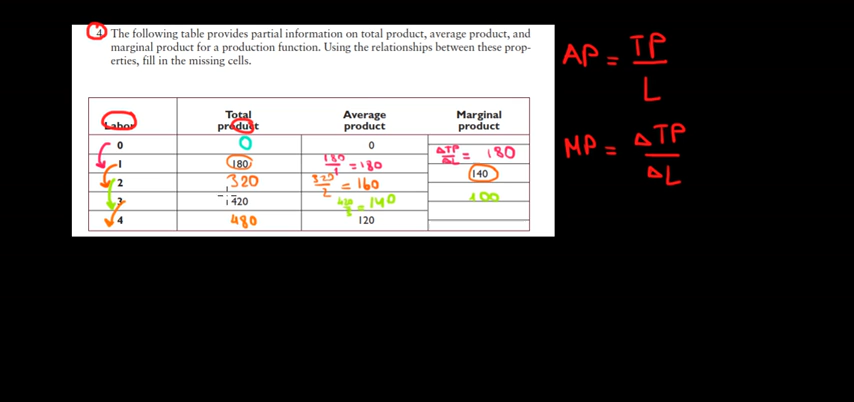 4. The following table provides partial information on total product, average product, and
marginal product for a production function. Using the relationships between these prop-
erties, fill in the missing cells.
AP = TP / L
MP = ΔTP / ΔL
Labor Total product Average product Marginal product
0 0 0
ΔTP/ΔL = 180
1 180 180/1 = 180
140
2 320 320/2 = 160
100
3 420 420/3 = 140
4 480 120